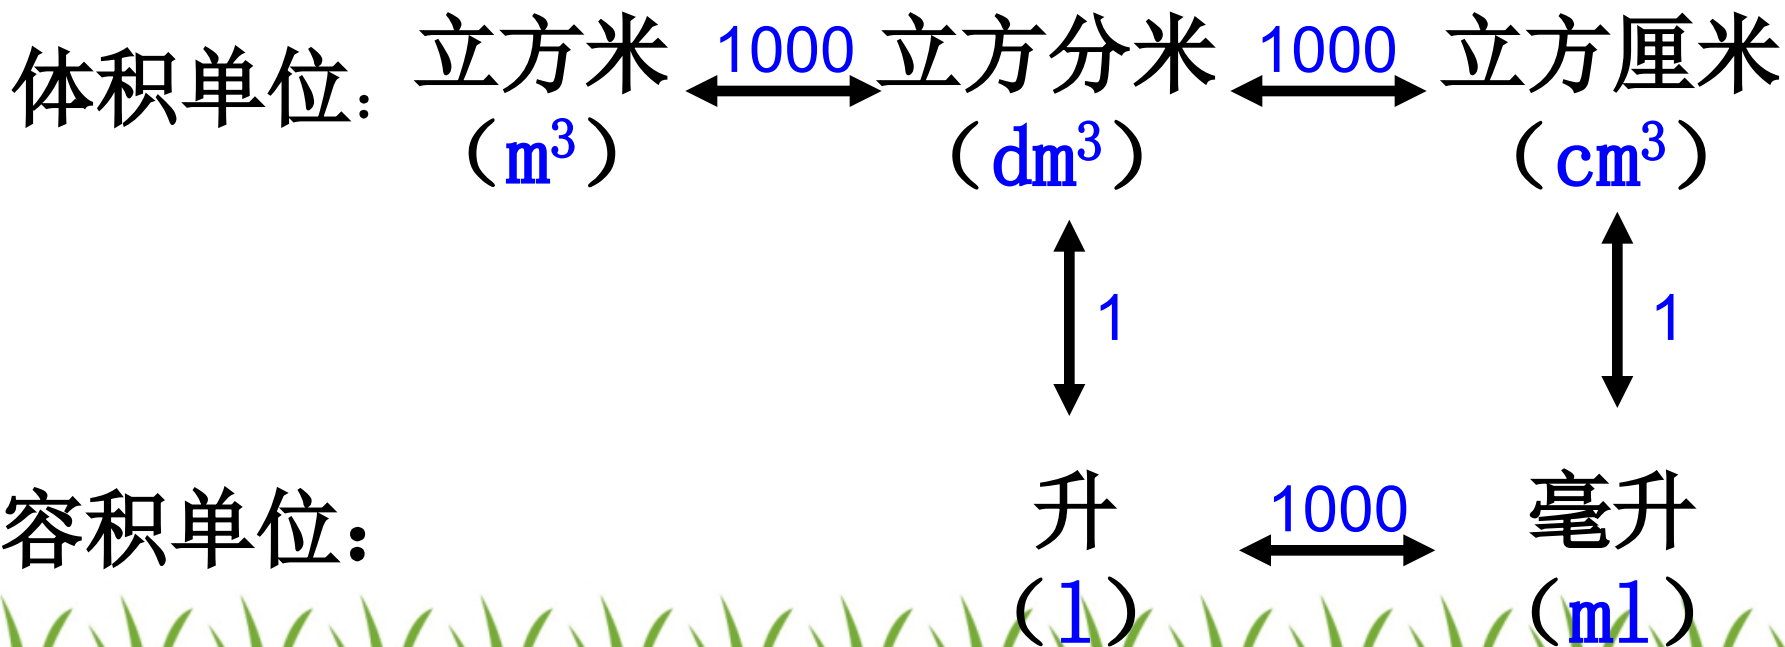 体积单位: 立方米 1000 立方分米 1000 立方厘米
(m³) (dm³) (cm³)
1 1
容积单位: 升 1000 毫升
(l) (ml)